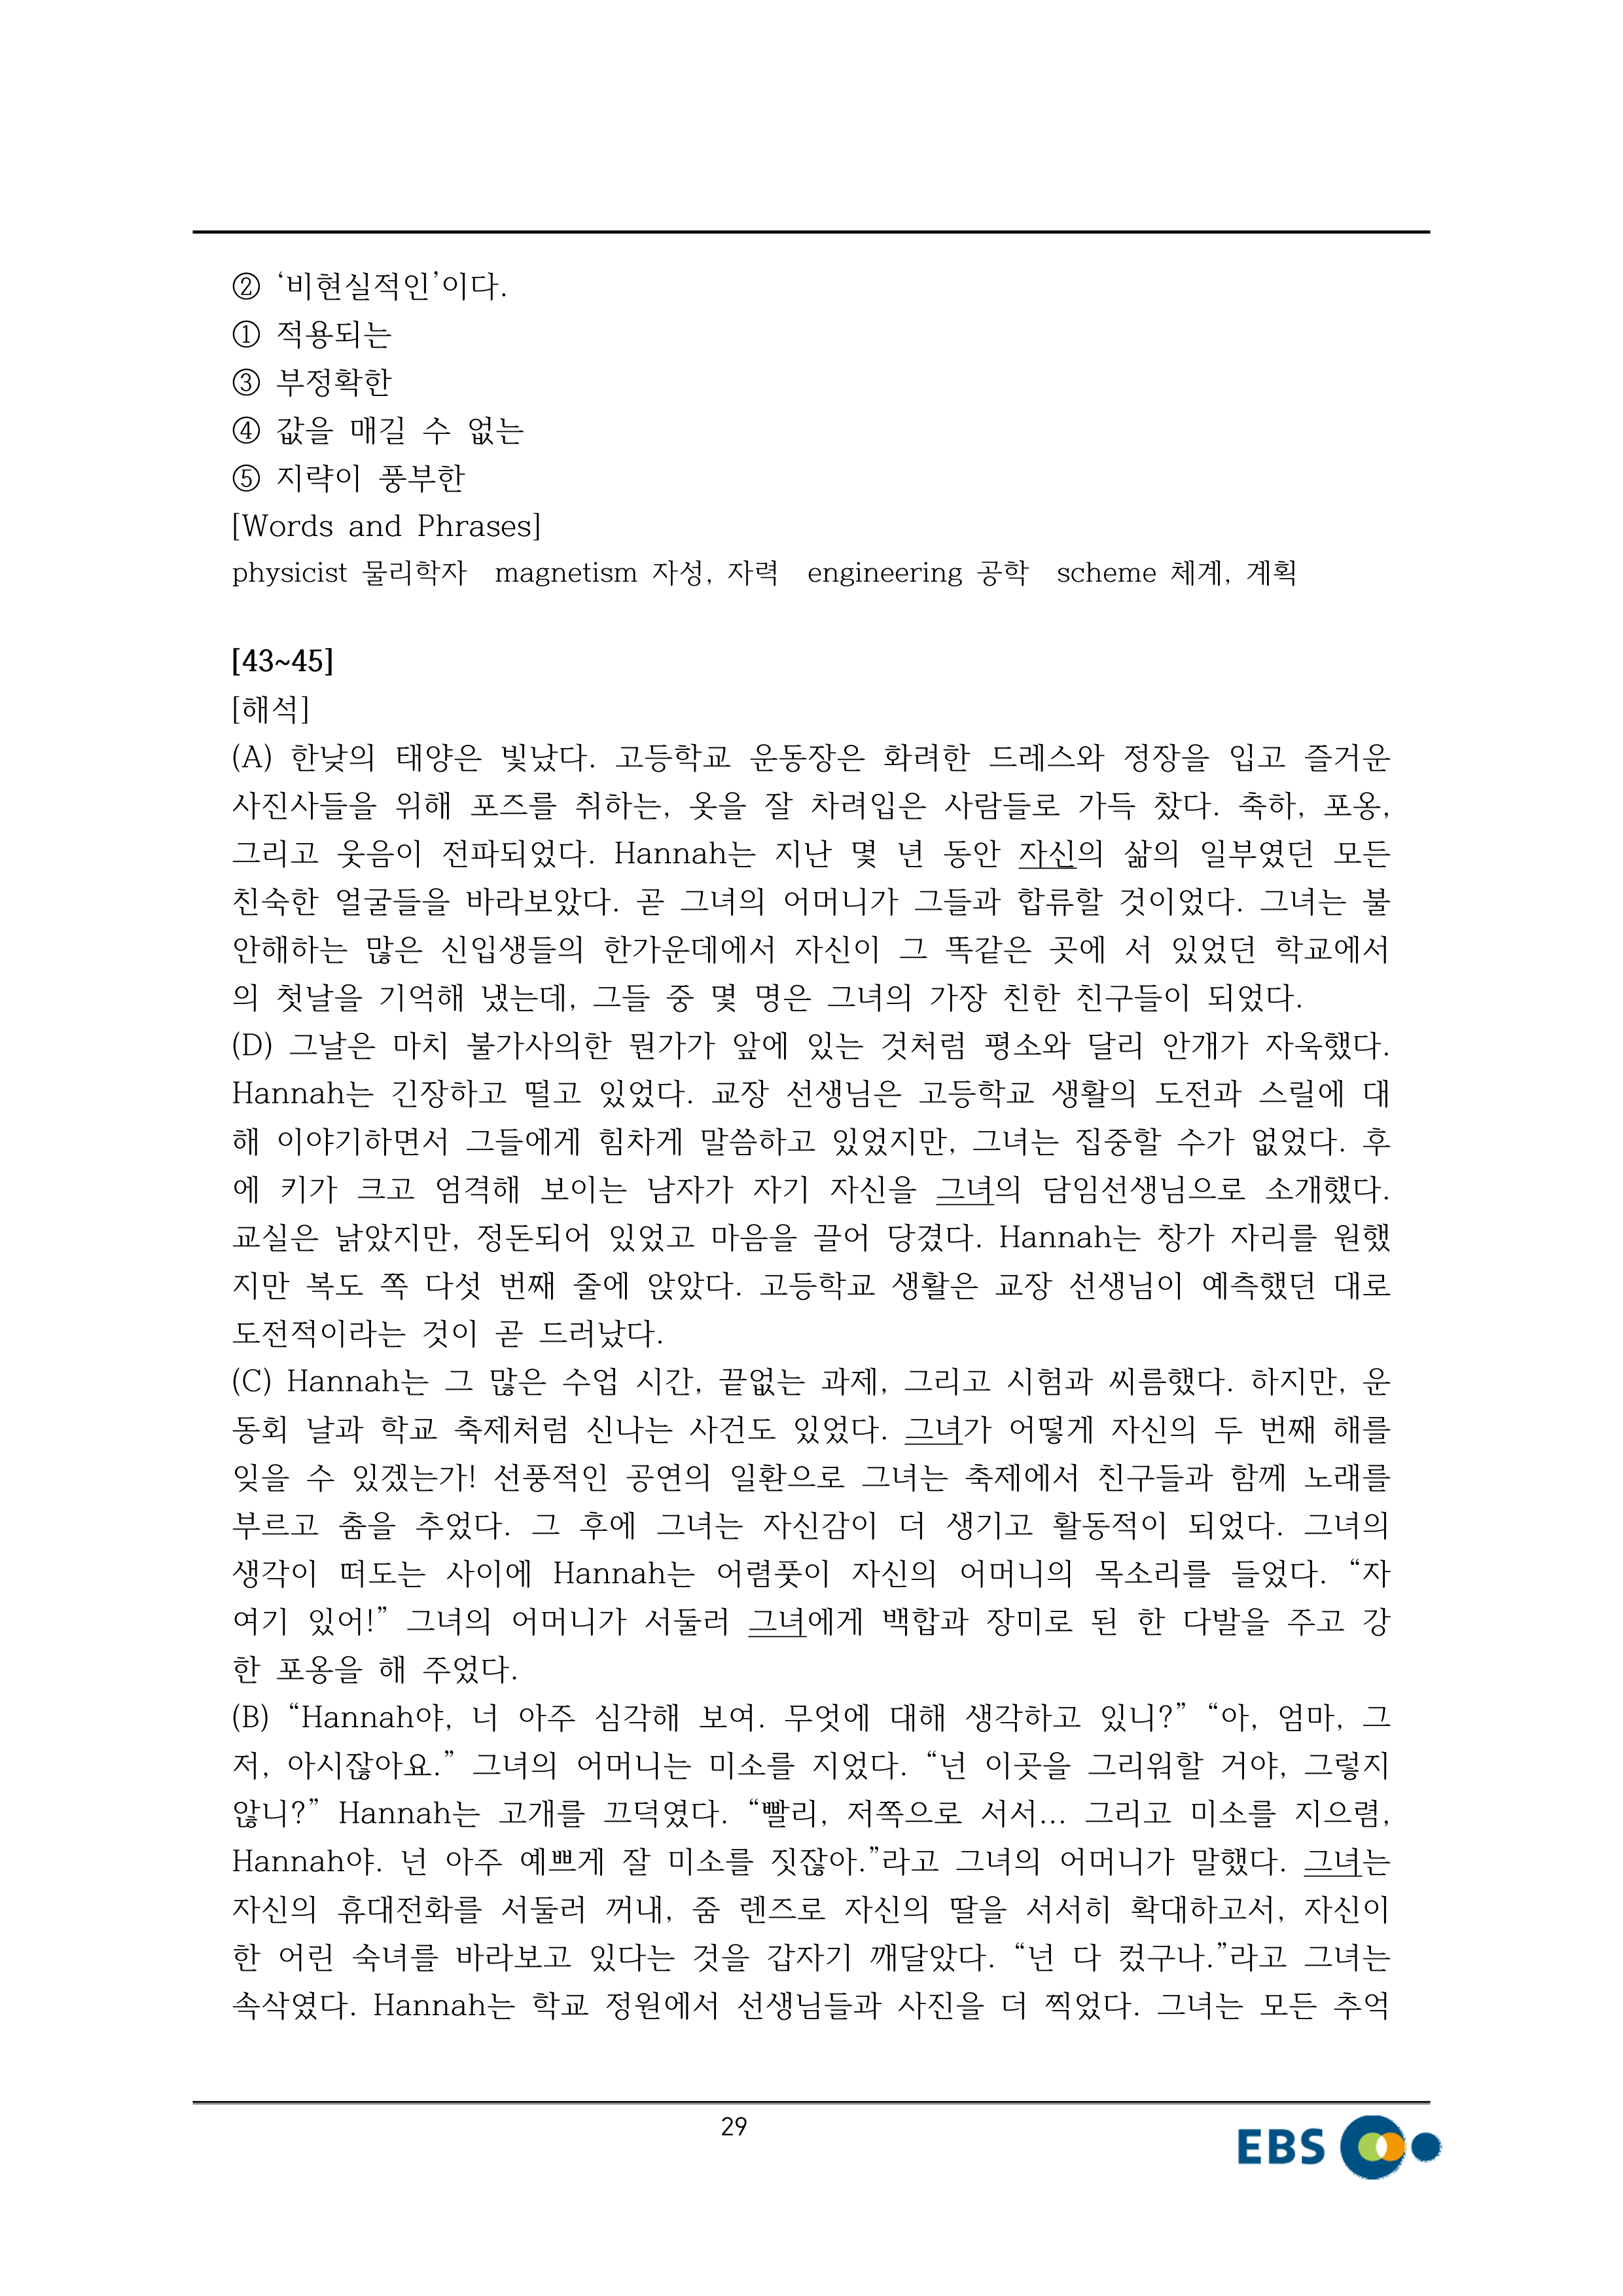 ② ‘비현실적인’이다.
① 적용되는
③ 부정확한
④ 값을 매길 수 없는
⑤ 지략이 풍부한
[Words and Phrases]
physicist 물리학자 magnetism 자성, 자력 engineering 공학 scheme 체계, 계획
[43~45]
[해석]
(A) 한낮의 태양은 빛났다. 고등학교 운동장은 화려한 드레스와 정장을 입고 즐거운
사진사들을 위해 포즈를 취하는, 옷을 잘 차려입은 사람들로 가득 찼다. 축하, 포옹,
그리고 웃음이 전파되었다. Hannah는 지난 몇 년 동안 자신의 삶의 일부였던 모든
친숙한 얼굴들을 바라보았다. 곧 그녀의 어머니가 그들과 합류할 것이었다. 그녀는 불
안해하는 많은 신입생들의 한가운데에서 자신이 그 똑같은 곳에 서 있었던 학교에서
의 첫날을 기억해 냈는데, 그들 중 몇 명은 그녀의 가장 친한 친구들이 되었다.
(D) 그날은 마치 불가사의한 뭔가가 앞에 있는 것처럼 평소와 달리 안개가 자욱했다.
Hannah는 긴장하고 떨고 있었다. 교장 선생님은 고등학교 생활의 도전과 스릴에 대
해 이야기하면서 그들에게 힘차게 말씀하고 있었지만, 그녀는 집중할 수가 없었다. 후
에 키가 크고 엄격해 보이는 남자가 자기 자신을 그녀의 담임선생님으로 소개했다.
교실은 낡았지만, 정돈되어 있었고 마음을 끌어 당겼다. Hannah는 창가 자리를 원했
지만 복도 쪽 다섯 번째 줄에 앉았다. 고등학교 생활은 교장 선생님이 예측했던 대로
도전적이라는 것이 곧 드러났다.
(C) Hannah는 그 많은 수업 시간, 끝없는 과제, 그리고 시험과 씨름했다. 하지만, 운
동회 날과 학교 축제처럼 신나는 사건도 있었다. 그녀가 어떻게 자신의 두 번째 해를
잊을 수 있겠는가! 선풍적인 공연의 일환으로 그녀는 축제에서 친구들과 함께 노래를
부르고 춤을 추었다. 그 후에 그녀는 자신감이 더 생기고 활동적이 되었다. 그녀의
생각이 떠도는 사이에 Hannah는 어렴풋이 자신의 어머니의 목소리를 들었다. “자
여기 있어!” 그녀의 어머니가 서둘러 그녀에게 백합과 장미로 된 한 다발을 주고 강
한 포옹을 해 주었다.
(B) “Hannah야, 너 아주 심각해 보여. 무엇에 대해 생각하고 있니?” “아, 엄마, 그
저, 아시잖아요.” 그녀의 어머니는 미소를 지었다. “넌 이곳을 그리워할 거야, 그렇지
않니?” Hannah는 고개를 끄덕였다. “빨리, 저쪽으로 서서... 그리고 미소를 지으렴,
Hannah야. 넌 아주 예쁘게 잘 미소를 짓잖아.”라고 그녀의 어머니가 말했다. 그녀는
자신의 휴대전화를 서둘러 꺼내, 줌 렌즈로 자신의 딸을 서서히 확대하고서, 자신이
한 어린 숙녀를 바라보고 있다는 것을 갑자기 깨달았다. “넌 다 컸구나.”라고 그녀는
속삭였다. Hannah는 학교 정원에서 선생님들과 사진을 더 찍었다. 그녀는 모든 추억
29
EBS